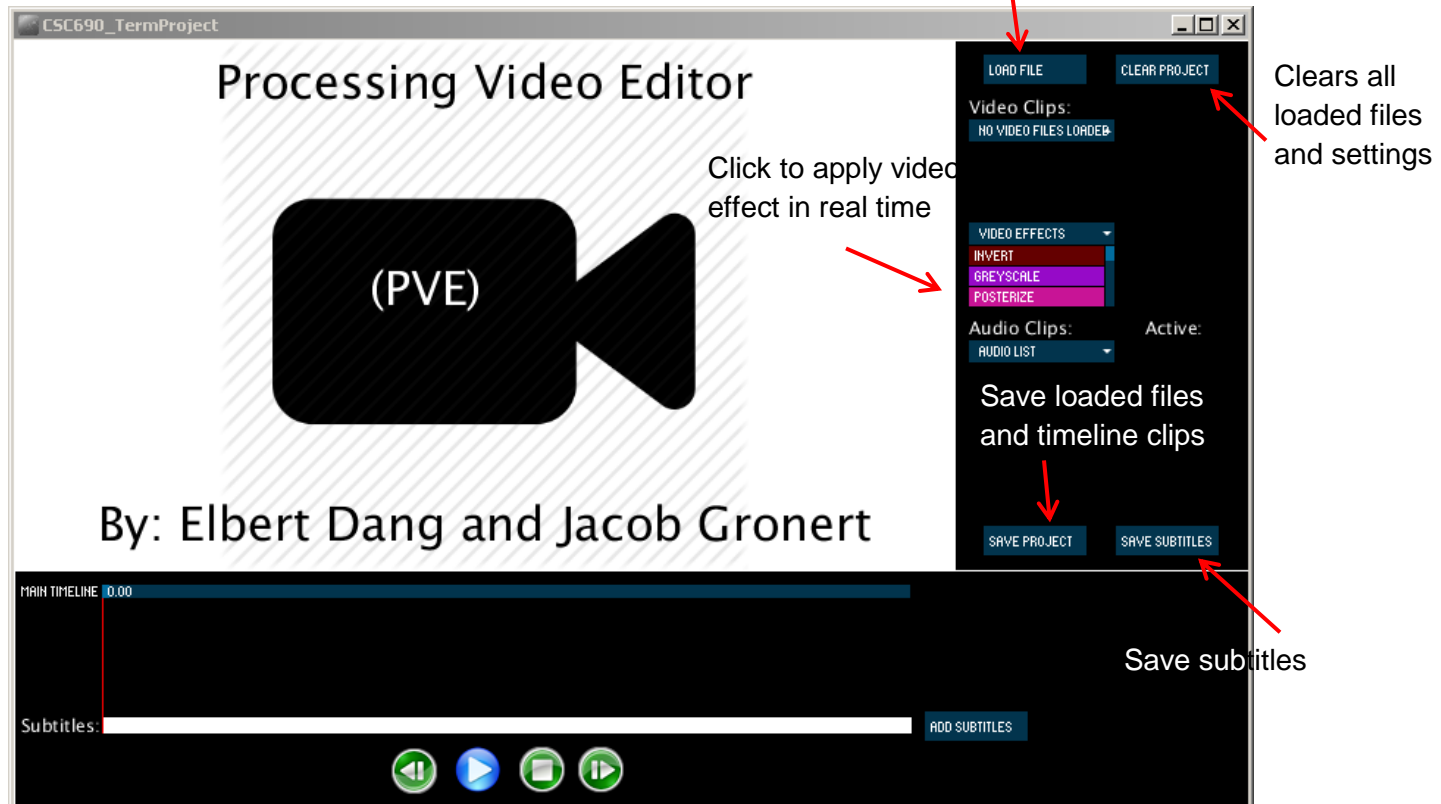 CSC690_TermProject
Processing Video Editor
(PVE)
By: Elbert Dang and Jacob Gronert
LOAD FILE
CLEAR PROJECT
Clears all
loaded files
and settings
Video Clips:
NO VIDEO FILES LOADED
Click to apply video
effect in real time
VIDEO EFFECTS
INVERT
GREYSCALE
POSTERIZE
Audio Clips:
Active:
AUDIO LIST
Save loaded files
and timeline clips
SAVE PROJECT
SAVE SUBTITLES
Save subtitles
MAIN TIMELINE
0.00
Subtitles:
ADD SUBTITLES